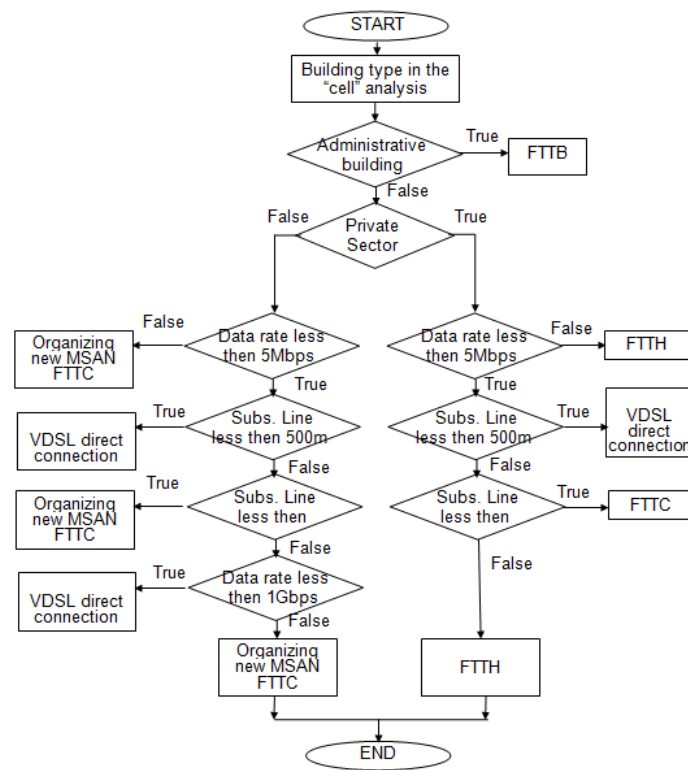 START
Building type in the
“cell” analysis
Administrative
building
True
FTTB
False
False
Private
Sector
True
False
Organizing
new MSAN
FTTC
Data rate less
then 5Mbps
True
Data rate less
then 5Mbps
False
FTTH
True
True
VDSL direct
connection
Subs. Line
less then 500m
False
Subs. Line
less then 500m
True
VDSL
direct
connection
False
True
Organizing
new MSAN
FTTC
Subs. Line
less then
False
Subs. Line
less then
True
FTTC
False
True
VDSL direct
connection
Data rate less
then 1Gbps
False
Organizing
new MSAN
FTTC
FTTH
END